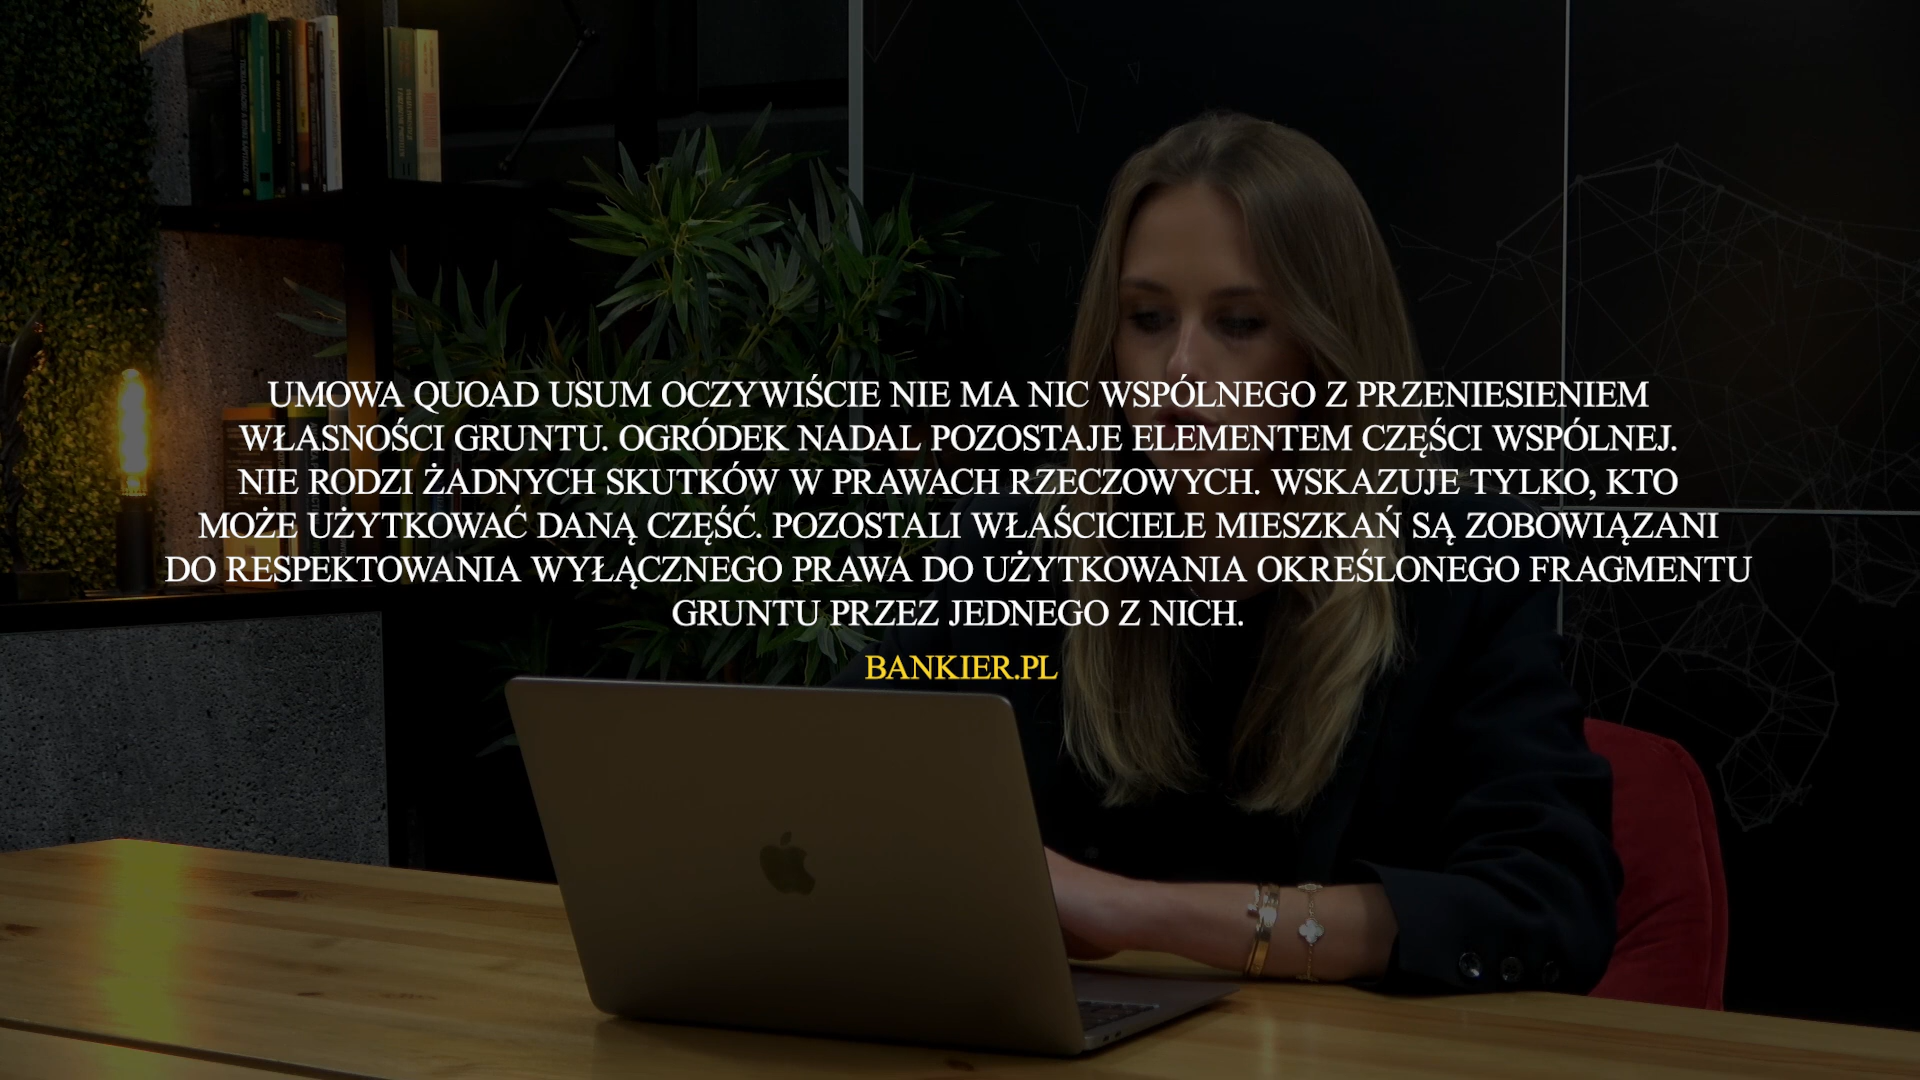 UMOWA QUOAD USUM OCZYWIŚCIE NIE MA NIC WSPÓLNEGO Z PRZENIESIENIEM
WŁASNOŚCI GRUNTU. OGRÓDEK NADAL POZOSTAJE ELEMENTEM CZĘŚCI WSPÓLNEJ.
NIE RODZI ŻADNYCH SKUTKÓW W PRAWACH RZECZOWYCH. WSKAZUJE TYLKO, KTO
MOŻE UŻYTKOWAĆ DANĄ CZĘŚĆ. POZOSTALI WŁAŚCICIELE MIESZKAŃ SĄ ZOBOWIĄZANI
DO RESPEKTOWANIA WYŁĄCZNEGO PRAWA DO UŻYTKOWANIA OKREŚLONEGO FRAGMENTU
GRUNTU PRZEZ JEDNEGO Z NICH.
BANKIER.PL